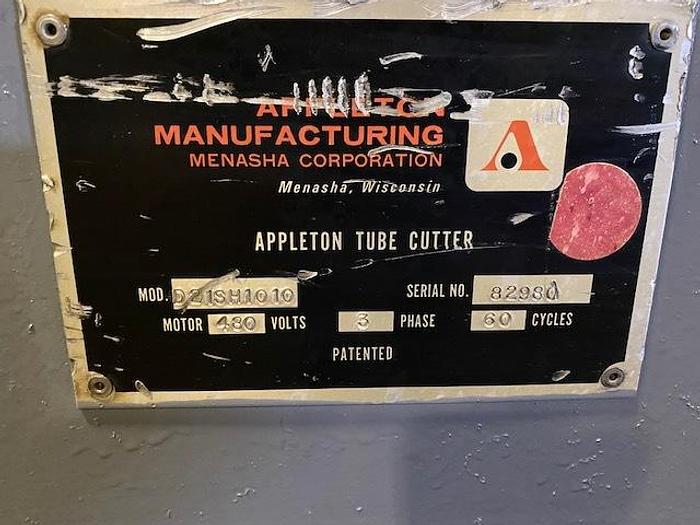 APPLETON
MANUFACTURING
MENASHA CORPORATION
A
Menasha, Wisconsin
APPLETON TUBE CUTTER
MOD. D21SH1010 SERIAL NO.
MOTOR 480 VOLTS 3 PHASE 60 CYCLES
PATENTED